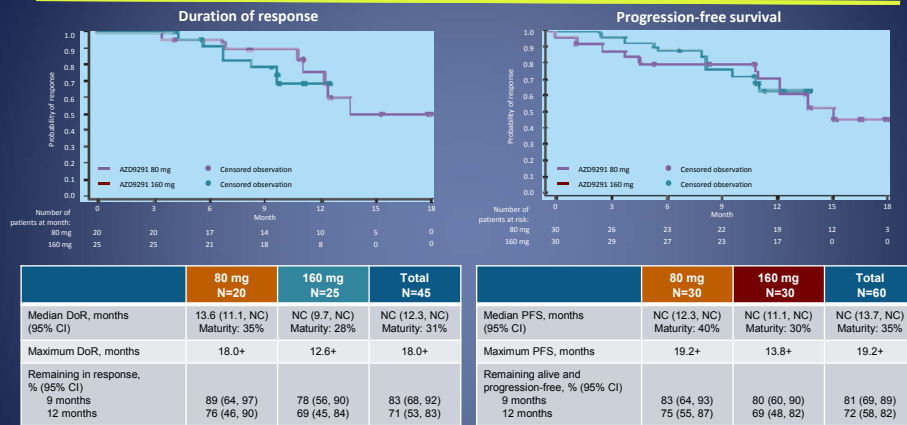 Duration of response
Probability of response
1.0
0.9
0.8
0.7
0.6
0.5
0.4
0.3
0.2
0.1
0.0
AZD9291 80 mg
Censored observation
AZD9291 160 mg
Censored observation
0 3 6 9 12 15 18
Month
Number of
patients at month:
80 mg 20 20 17 14 10 5 0
160 mg 25 25 21 18 8 0 0
80 mg 160 mg Total
N=20 N=25 N=45
Median DoR, months 13.6 (11.1, NC) NC (9.7, NC) NC (12.3, NC)
(95% CI) Maturity: 35% Maturity: 28% Maturity: 31%
Maximum DoR, months 18.0+ 12.6+ 18.0+
Remaining in response,
% (95% CI)
9 months 89 (64, 97) 78 (56, 90) 83 (68, 92)
12 months 76 (46, 90) 69 (45, 84) 71 (53, 83)
Progression-free survival
Probability of response
1.0
0.9
0.8
0.7
0.6
0.5
0.4
0.3
0.2
0.1
0.0
AZD9291 80 mg
Censored observation
AZD9291 160 mg
Censored observation
0 3 6 9 12 15 18
Month
Number of
patients at risk:
80 mg 30 26 23 22 19 12 3
160 mg 30 29 27 23 17 0 0
80 mg 160 mg Total
N=30 N=30 N=60
Median PFS, months NC (12.3, NC) NC (11.1, NC) NC (13.7, NC)
(95% CI) Maturity: 40% Maturity: 30% Maturity: 35%
Maximum PFS, months 19.2+ 13.8+ 19.2+
Remaining alive and
progression-free, % (95% CI)
9 months 83 (64, 93) 80 (60, 90) 81 (69, 89)
12 months 75 (55, 87) 69 (48, 82) 72 (58, 82)